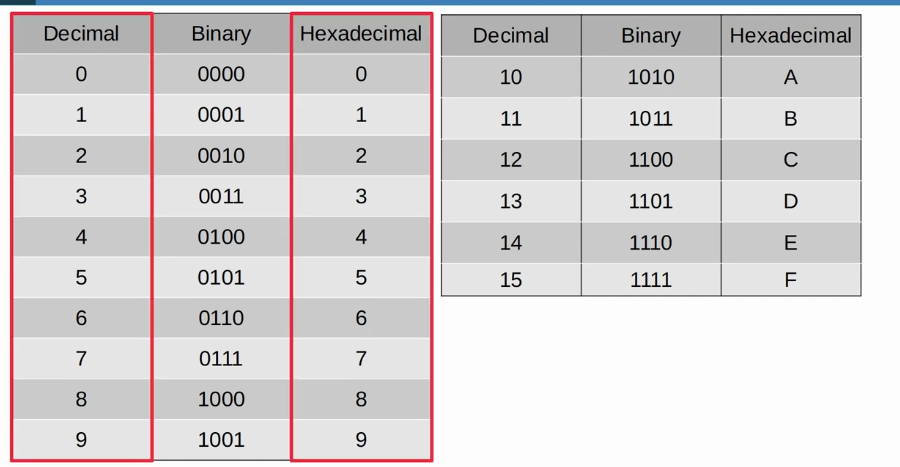 Decimal Binary Hexadecimal
0 0000 0
1 0001 1
2 0010 2
3 0011 3
4 0100 4
5 0101 5
6 0110 6
7 0111 7
8 1000 8
9 1001 9
Decimal Binary Hexadecimal
10 1010 A
11 1011 B
12 1100 C
13 1101 D
14 1110 E
15 1111 F